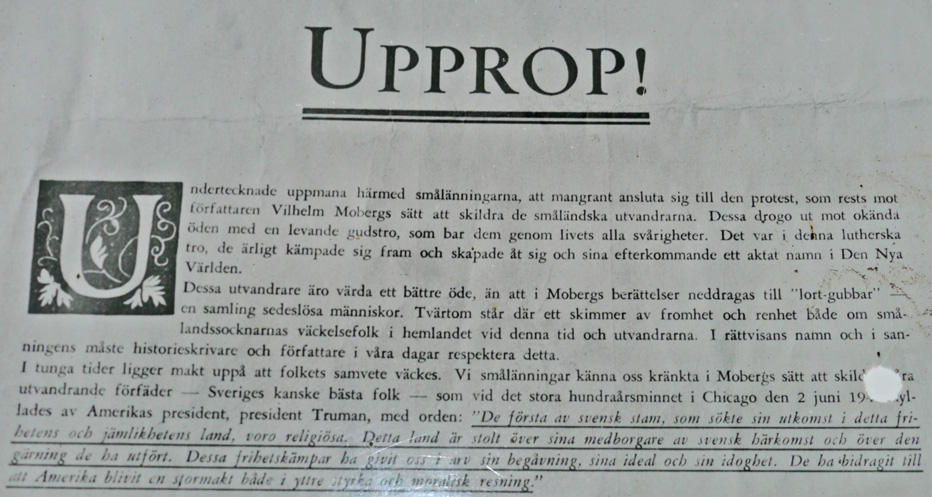 UPPROP!
Undertecknade uppmana härmed smålänningarna, att mangrant ansluta sig till den protest, som rests mot
författaren Vilhelm Mobergs sätt att skildra de småländska utvandrarna. Dessa drogo ut mot okända
öden med en levande gudstro, som bar dem genom livets alla svårigheter. Det var i denna lutherska
tro, de ärligt kämpade sig fram och skapade åt sig och sina efterkommande ett aktat namn i Den Nya
Världen.
Dessa utvandrare äro värda ett bättre öde, än att i Mobergs berättelser neddragas till "lort-gubbar" —
en samling sedeslösa människor. Tvärtom står där ett skimmer av fromhet och renhet både om små-
landssocknarnas väckelsefolk i hemlandet vid denna tid och utvandrarna. I rättvisans namn och i san-
ningens måste historieskrivare och författare i våra dagar respektera detta.
I tunga tider ligger makt uppå att folkets samvete väckes. Vi smålänningar känna oss kränkta i Mobergs sätt att
utvandrande förfäder — Sveriges kanske bästa folk — som vid det stora hundraårsminnet i Chicago den 2 juni
lades av Amerikas president, president Truman, med orden: "De första av svensk stam, som sökte sin utkomst i detta fri-
hetens och jämlikhetens land, voro religiösa. Detta land är stolt över sina medborgare av svensk härkomst och över den
gärning de ha utfört. Dessa frihetskämpar ha givit oss i arv sin begåvning, sina ideal och sin idoghet. De ha bidragit till
att Amerika blivit en stormakt både i yttre styrka och moralisk resning."